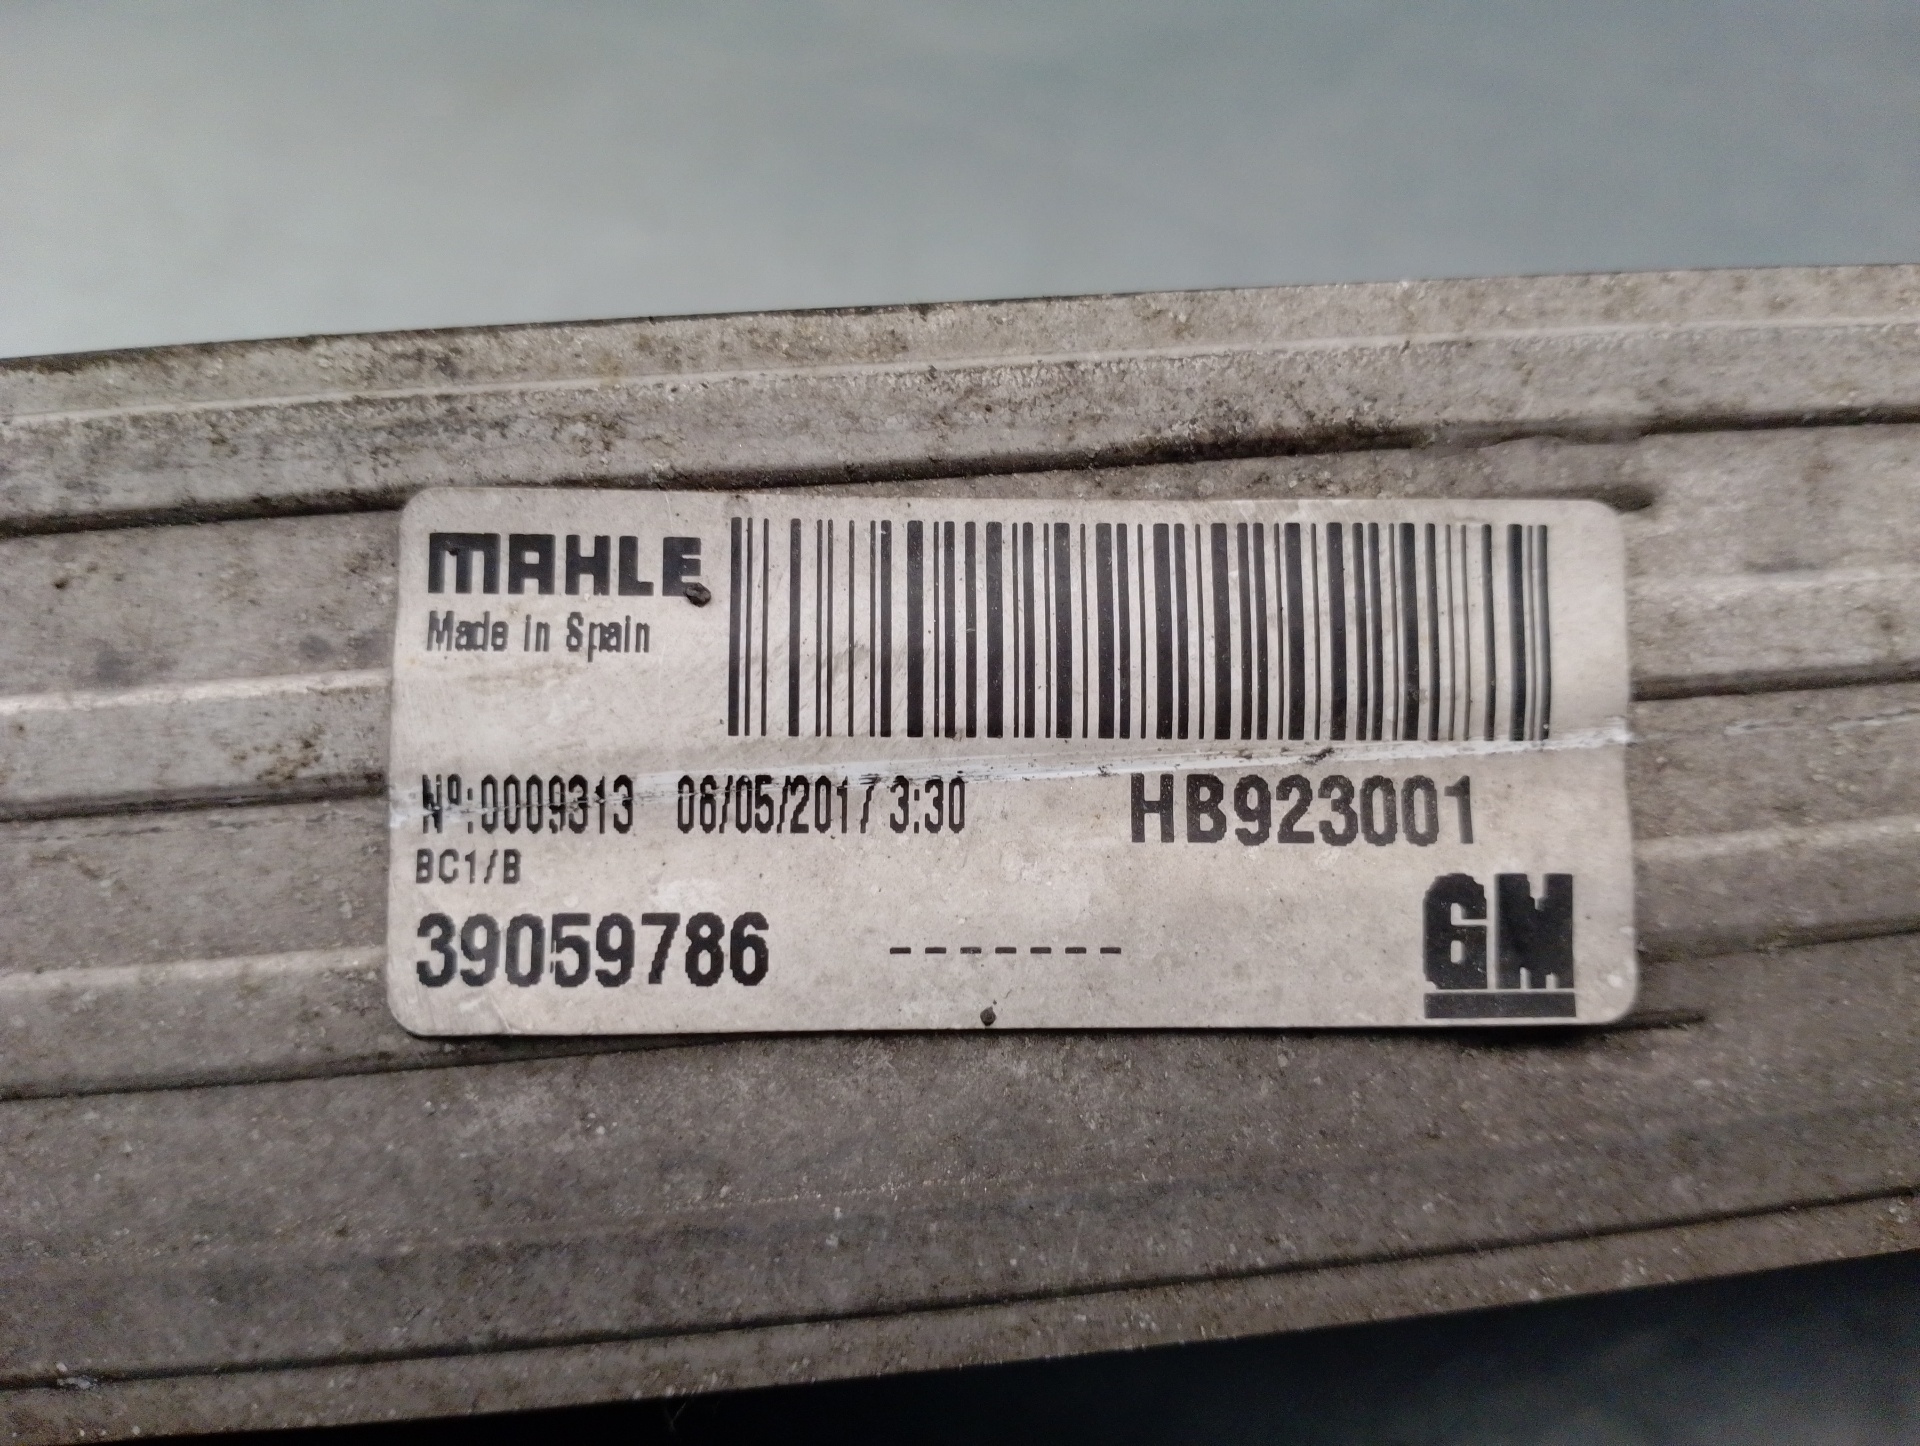 MAHLE
Made in Spain
Nº:0009313 06/05/2017 3:30 HB923001
BC1/B
39059786 -------
GM